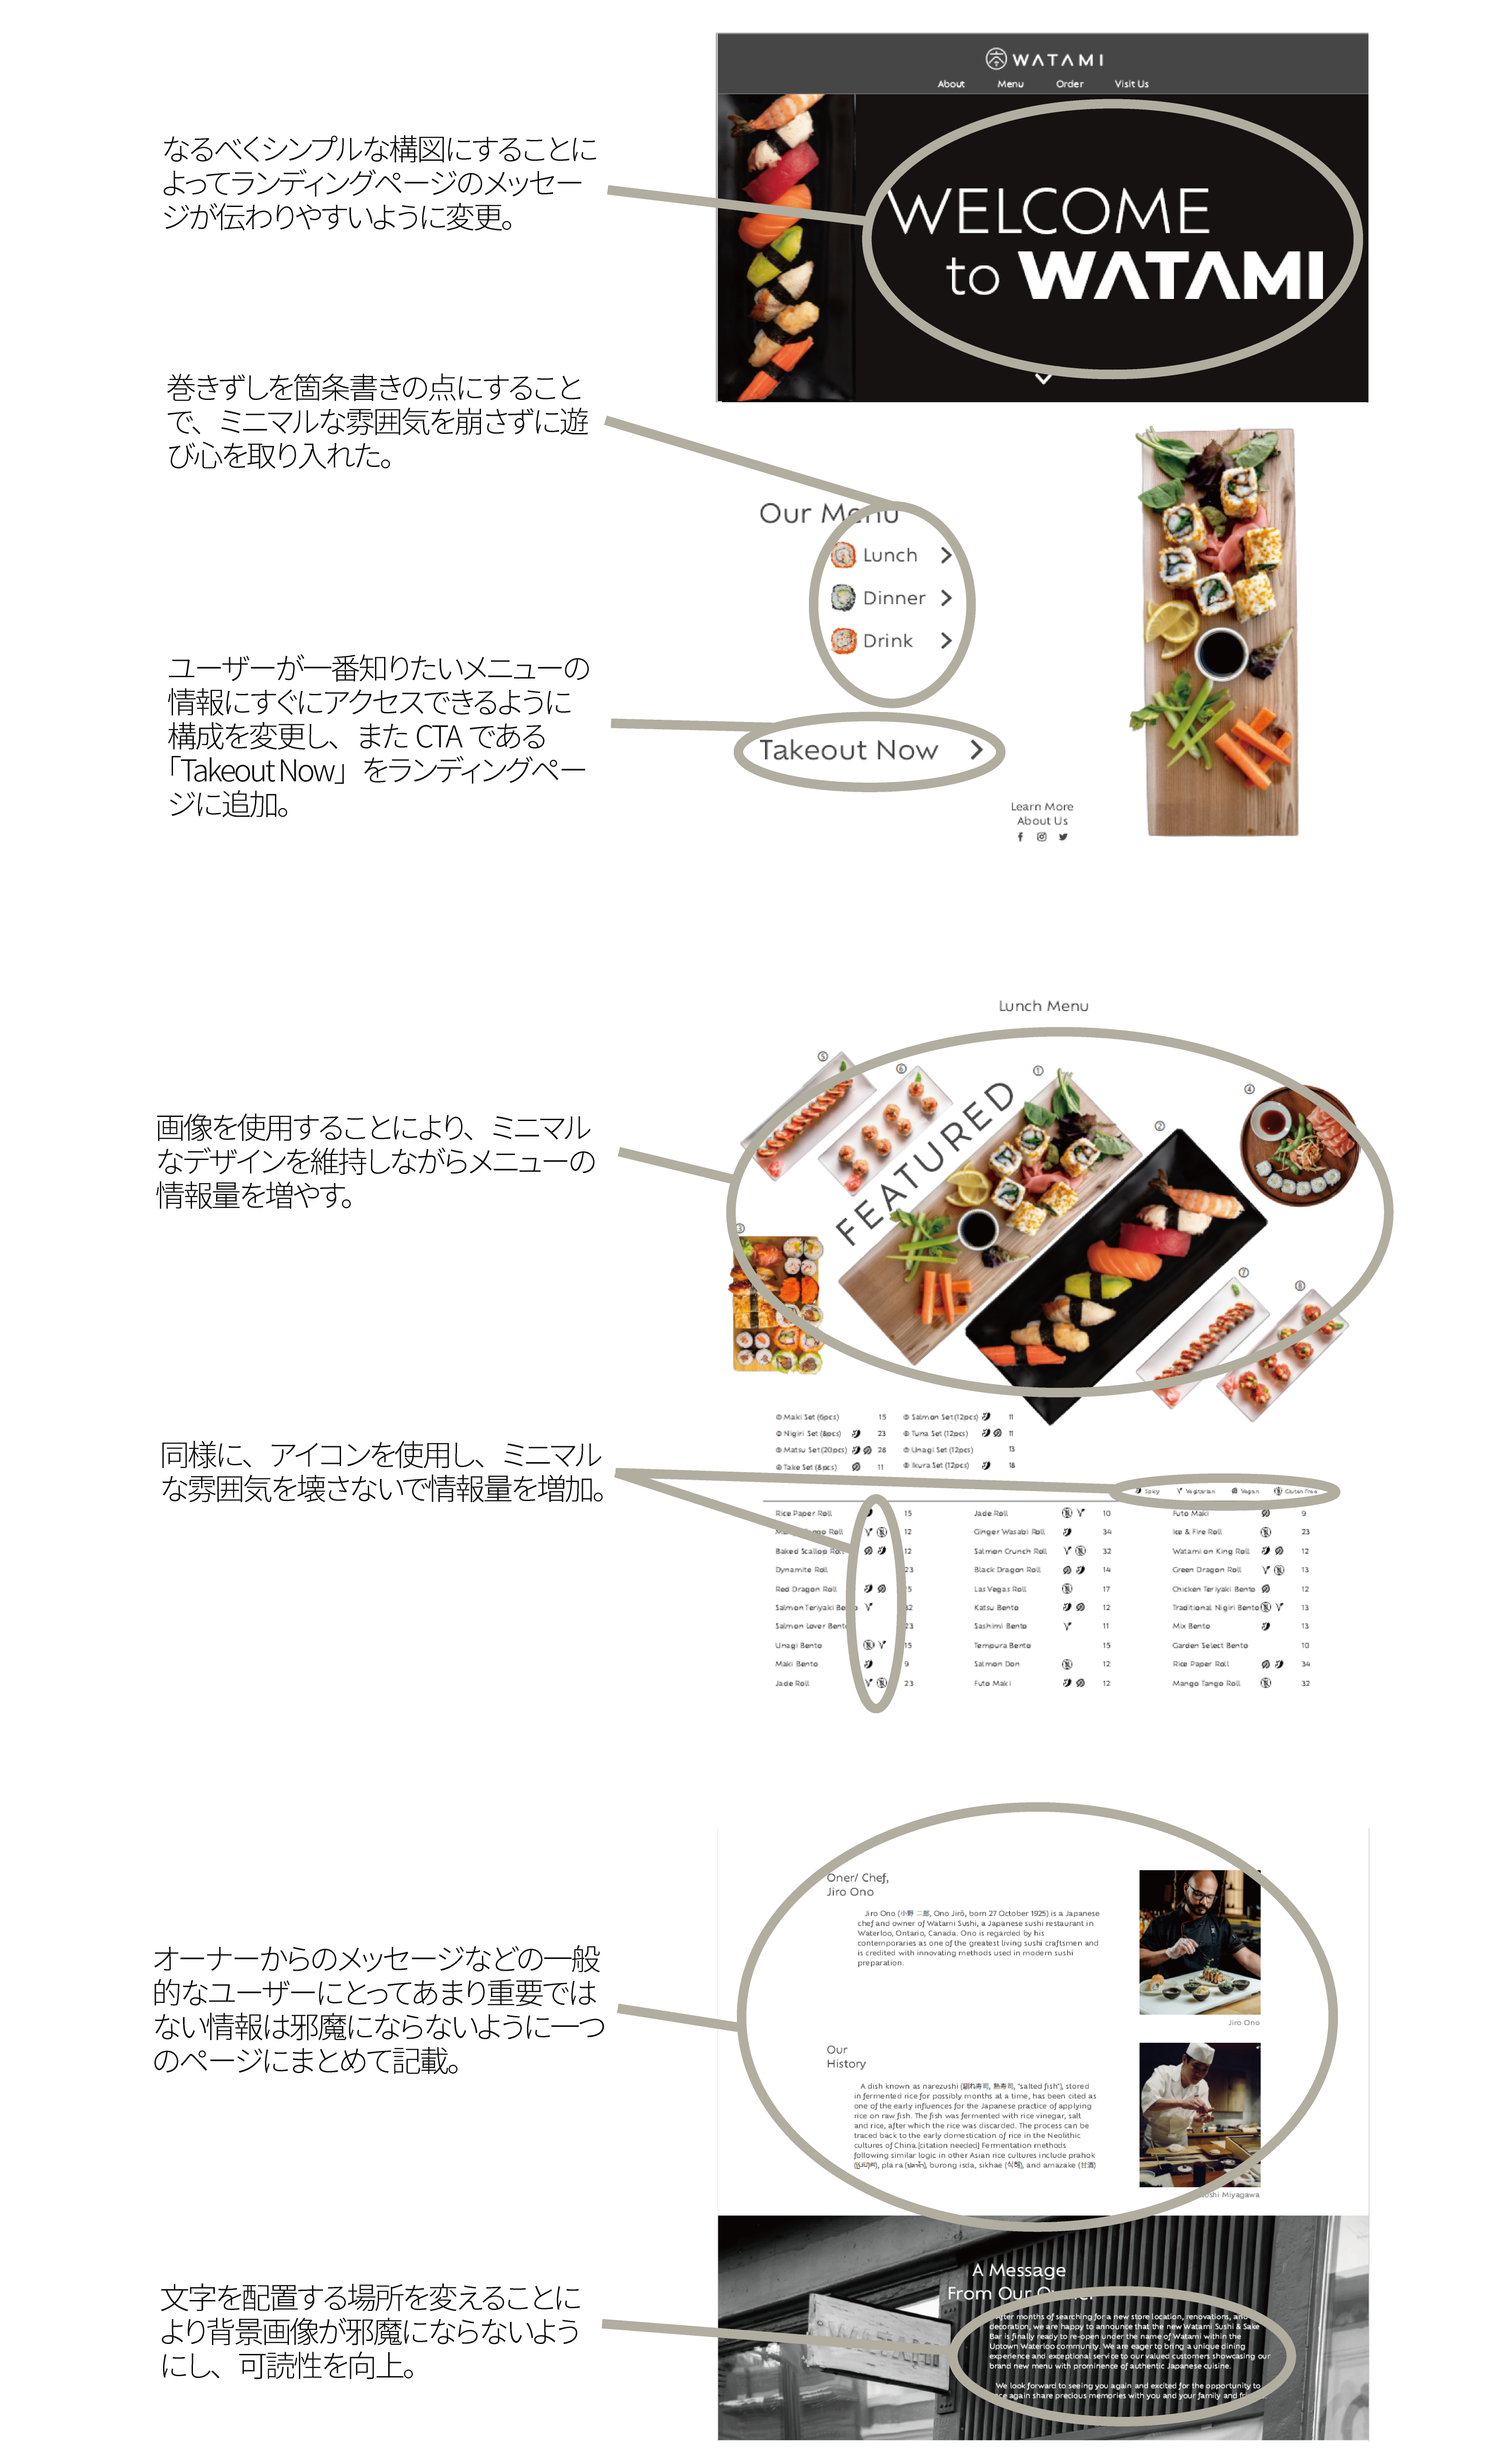 WATAMI
About Menu Order Visit Us
なるべくシンプルな構図にすることに
よってランディングページのメッセー
ジが伝わりやすいように変更。
WELCOME
to WATAMI
巻きずしを箇条書きの点にすること
で、ミニマルな雰囲気を崩さずに遊
び心を取り入れた。
Our Menu
Lunch
Dinner
Drink
ユーザーが一番知りたいメニューの
情報にすぐにアクセスできるように
構成を変更し、また CTA である
「Takeout Now」をランディングペー
ジに追加。
Takeout Now
Learn More
About Us
Lunch Menu
画像を使用することにより、ミニマル
なデザインを維持しながらメニューの
情報量を増やす。
FEATURED
⑤
⑥
①
④
②
③
⑦
⑧
① Maki Set (6pcs) 15 ⑤ Salmon Set (12pcs) 11
② Nigiri Set (8pcs) 23 ⑥ Tuna Set (12pcs) 11
③ Matsu Set (20pcs) 28 ⑦ Unagi Set (12pcs) 13
④ Take Set (8pcs) 11 ⑧ Ikura Set (12pcs) 18
同様に、アイコンを使用し、ミニマル
な雰囲気を壊さないで情報量を増加。
Spicy Vegitarian Vegan Gluten Free
Rice Paper Roll 15 Jade Roll 10 Futo Maki 9
Tango Roll 12 Ginger Wasabi Roll 34 Ice & Fire Roll 23
Baked Scallop Roll 12 Salmon Crunch Roll 32 Watami on King Roll 12
Dynamite Roll 23 Black Dragon Roll 14 Green Dragon Roll 13
Red Dragon Roll 15 Las Vegas Roll 17 Chicken Teriyaki Bento 12
Salmon Teriyaki Bento 32 Katsu Bento 12 Traditional Nigiri Bento 13
Salmon Lover Bento 23 Sashimi Bento 11 Mix Bento 13
Unagi Bento 15 Tempura Bento 15 Garden Select Bento 10
Maki Bento 9 Salmon Don 12 Rice Paper Roll 34
Jade Roll 23 Futo Maki 12 Mango Tango Roll 32
オーナーからのメッセージなどの一般
的なユーザーにとってあまり重要では
ない情報は邪魔にならないように一つ
のページにまとめて記載。
Oner/ Chef,
Jiro Ono
Jiro Ono (小野 二郎, Ono Jirō, born 27 October 1925) is a Japanese
chef and owner of Watami Sushi, a Japanese sushi restaurant in
Waterloo, Ontario, Canada. Ono is regarded by his
contemporaries as one of the greatest living sushi craftsmen and
is credited with innovating methods used in modern sushi
preparation.
Jiro Ono
Our
History
A dish known as narezushi (馴れ寿司, 熟寿司, "salted fish"), stored
in fermented rice for possibly months at a time, has been cited as
one of the early influences for the Japanese practice of applying
rice on raw fish. The fish was fermented with rice vinegar, salt
and rice, after which the rice was discarded. The process can be
traced back to the early domestication of rice in the Neolithic
cultures of China.[citation needed] Fermentation methods
following similar logic in other Asian rice cultures include prahok
pla ra (ปลาร้า), burong isda, sikhae (식해), and amazake (甘酒)
Miyagawa
文字を配置する場所を変えることに
より背景画像が邪魔にならないよう
にし、可読性を向上。
A Message
From Our Owner
After months of searching for a new store location, renovations, and
decoration, we are happy to announce that the new Watami Sushi & Sake
Bar is finally ready to re-open under the name of Watami within the
Uptown Waterloo community. We are eager to bring a unique dining
experience and exceptional service to our valued customers showcasing our
brand new menu with prominence of authentic Japanese cuisine.
We look forward to seeing you again and excited for the opportunity to
again share precious memories with you and your family and